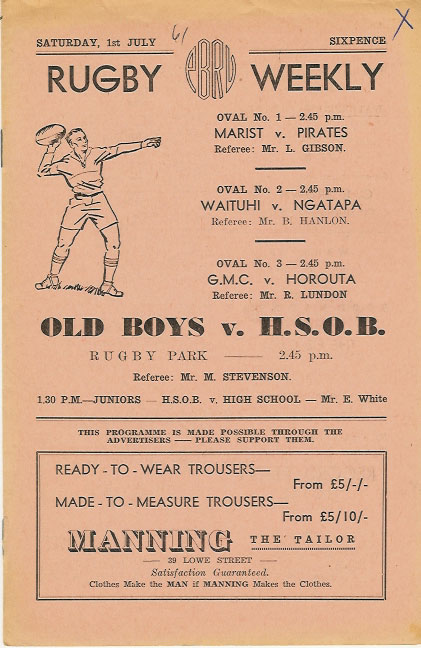 61
X
SATURDAY, 1st JULY SIXPENCE
RUGBY PBRU WEEKLY
OVAL No. 1 — 2.45 p.m.
MARIST v. PIRATES
Referee: Mr. L. GIBSON.
OVAL No. 2 — 2.45 p.m.
WAITUHI v. NGATAPA
Referee: Mr. B. HANLON.
OVAL No. 3 — 2.45 p.m.
G.M.C. v. HOROUTA
Referee: Mr. R. LUNDON
OLD BOYS v. H.S.O.B.
RUGBY PARK —— 2.45 p.m.
Referee: Mr. M. STEVENSON.
1.30 P.M.—JUNIORS — H.S.O.B. v. HIGH SCHOOL — Mr. E. White
THIS PROGRAMME IS MADE POSSIBLE THROUGH THE
ADVERTISERS —— PLEASE SUPPORT THEM.
READY-TO-WEAR TROUSERS—
From £5/-/-
MADE-TO-MEASURE TROUSERS—
From £5/10/-
MANNING THE TAILOR
—— 39 LOWE STREET ——
Satisfaction Guaranteed.
Clothes Make the MAN if MANNING Makes the Clothes.